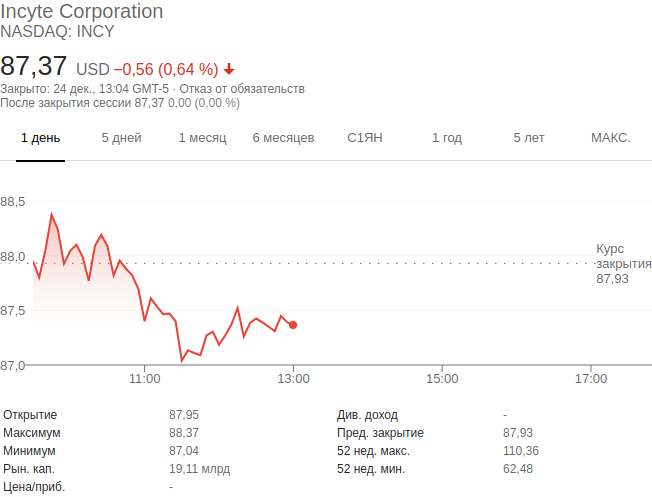 Incyte Corporation
NASDAQ: INCY
87,37 USD −0,56 (0,64 %)
Закрыто: 24 дек., 13:04 GMT-5 · Отказ от обязательств
После закрытия сессии 87,37 0,00 (0,00 %)
1 день 5 дней 1 месяц 6 месяцев С1ЯН 1 год 5 лет МАКС.
88,5
88,0
87,5
87,0
Курс
закрытия
87,93
11:00 13:00 15:00 17:00
Открытие 87,95
Максимум 88,37
Минимум 87,04
Рын. кап. 19,11 млрд
Цена/приб. -
Див. доход -
Пред. закрытие 87,93
52 нед. макс. 110,36
52 нед. мин. 62,48